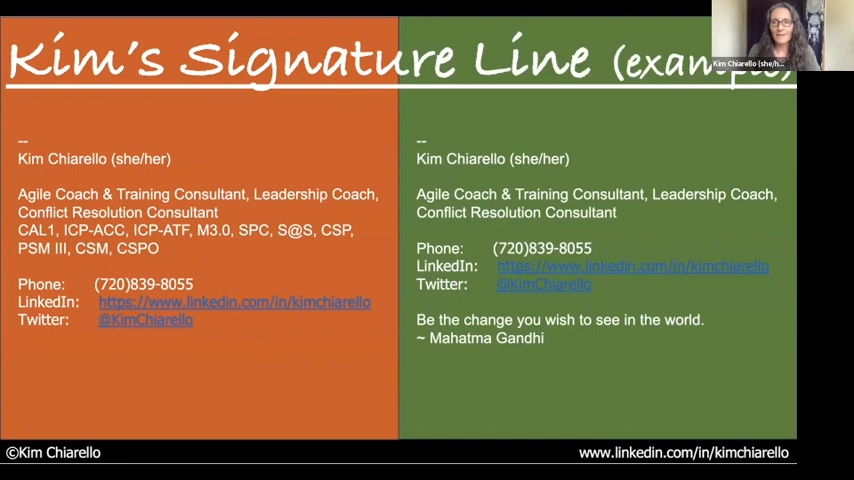 Kim's Signature Line (example)
Kim Chiarello (she/h...
--
Kim Chiarello (she/her)
Agile Coach & Training Consultant, Leadership Coach,
Conflict Resolution Consultant
CAL1, ICP-ACC, ICP-ATF, M3.0, SPC, S@S, CSP,
PSM III, CSM, CSPO
Phone: (720)839-8055
LinkedIn: https://www.linkedin.com/in/kimchiarello
Twitter: @KimChiarello
--
Kim Chiarello (she/her)
Agile Coach & Training Consultant, Leadership Coach,
Conflict Resolution Consultant
Phone: (720)839-8055
LinkedIn: https://www.linkedin.com/in/kimchiarello
Twitter: @KimChiarello
Be the change you wish to see in the world.
~ Mahatma Gandhi
©Kim Chiarello
www.linkedin.com/in/kimchiarello